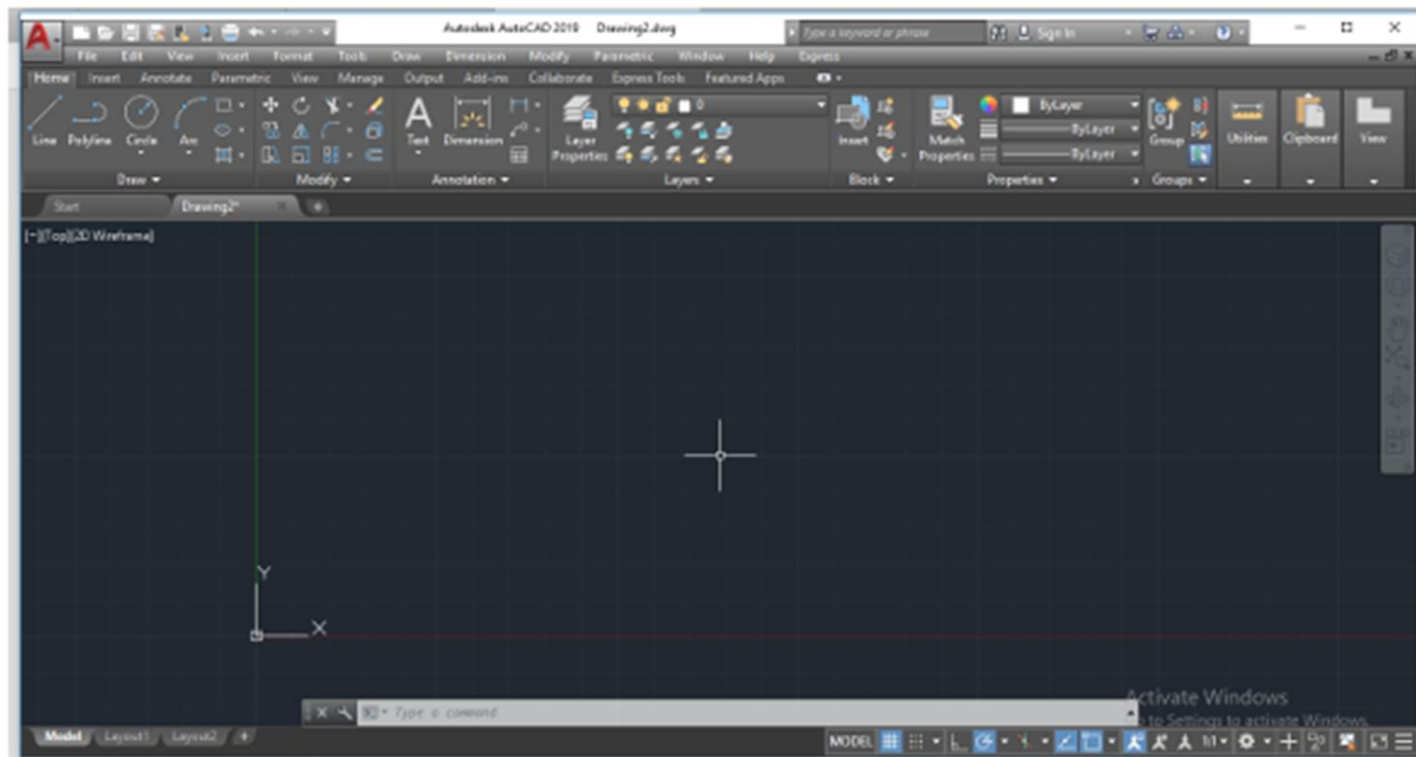 A Autodesk AutoCAD 2019 Drawing2.dwg Type a keyword or phrase Sign In
File Edit View Insert Format Tools Draw Dimension Modify Parametric Window Help Express
Home Insert Annotate Parametric View Manage Output Add-ins Collaborate Express Tools Featured Apps
0 ByLayer
ByLayer
Line Polyline Circle Arc Text Dimension Layer Properties Insert Match Properties ByLayer Group Utilities Clipboard View
Draw Modify Annotation Layers Block Properties Groups
Start Drawing2*
[-][Top][2D Wireframe]
Y
X
Type a command
Activate Windows
to Settings to activate Windows.
Model Layout1 Layout2 MODEL 1:1